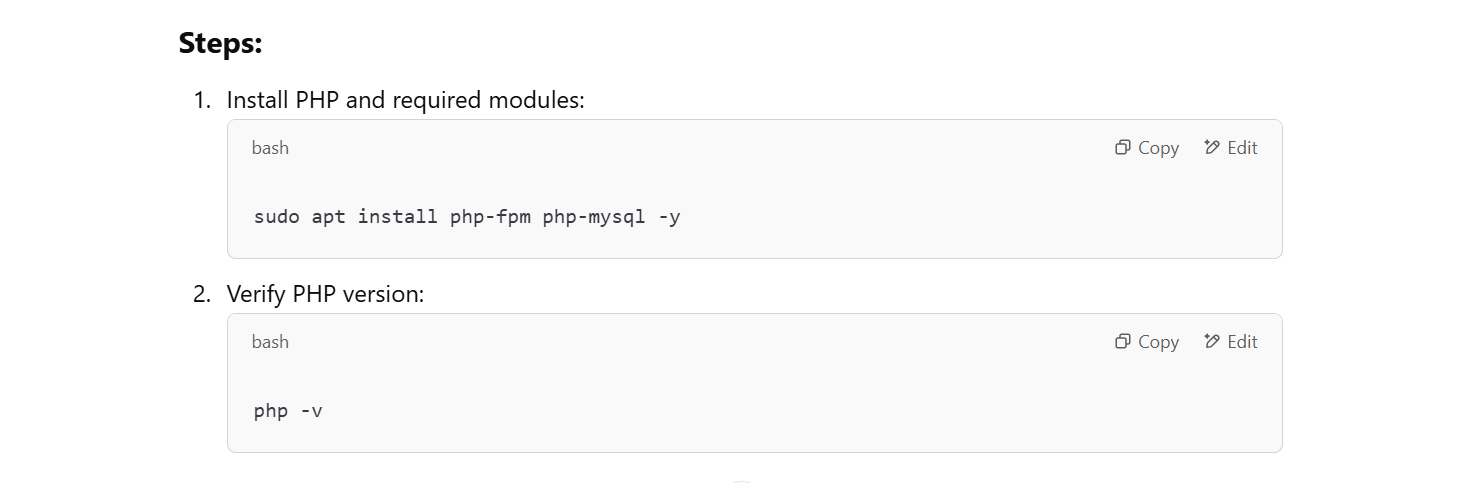 Steps:
1. Install PHP and required modules:
bash Copy Edit
sudo apt install php-fpm php-mysql -y
2. Verify PHP version:
bash Copy Edit
php -v